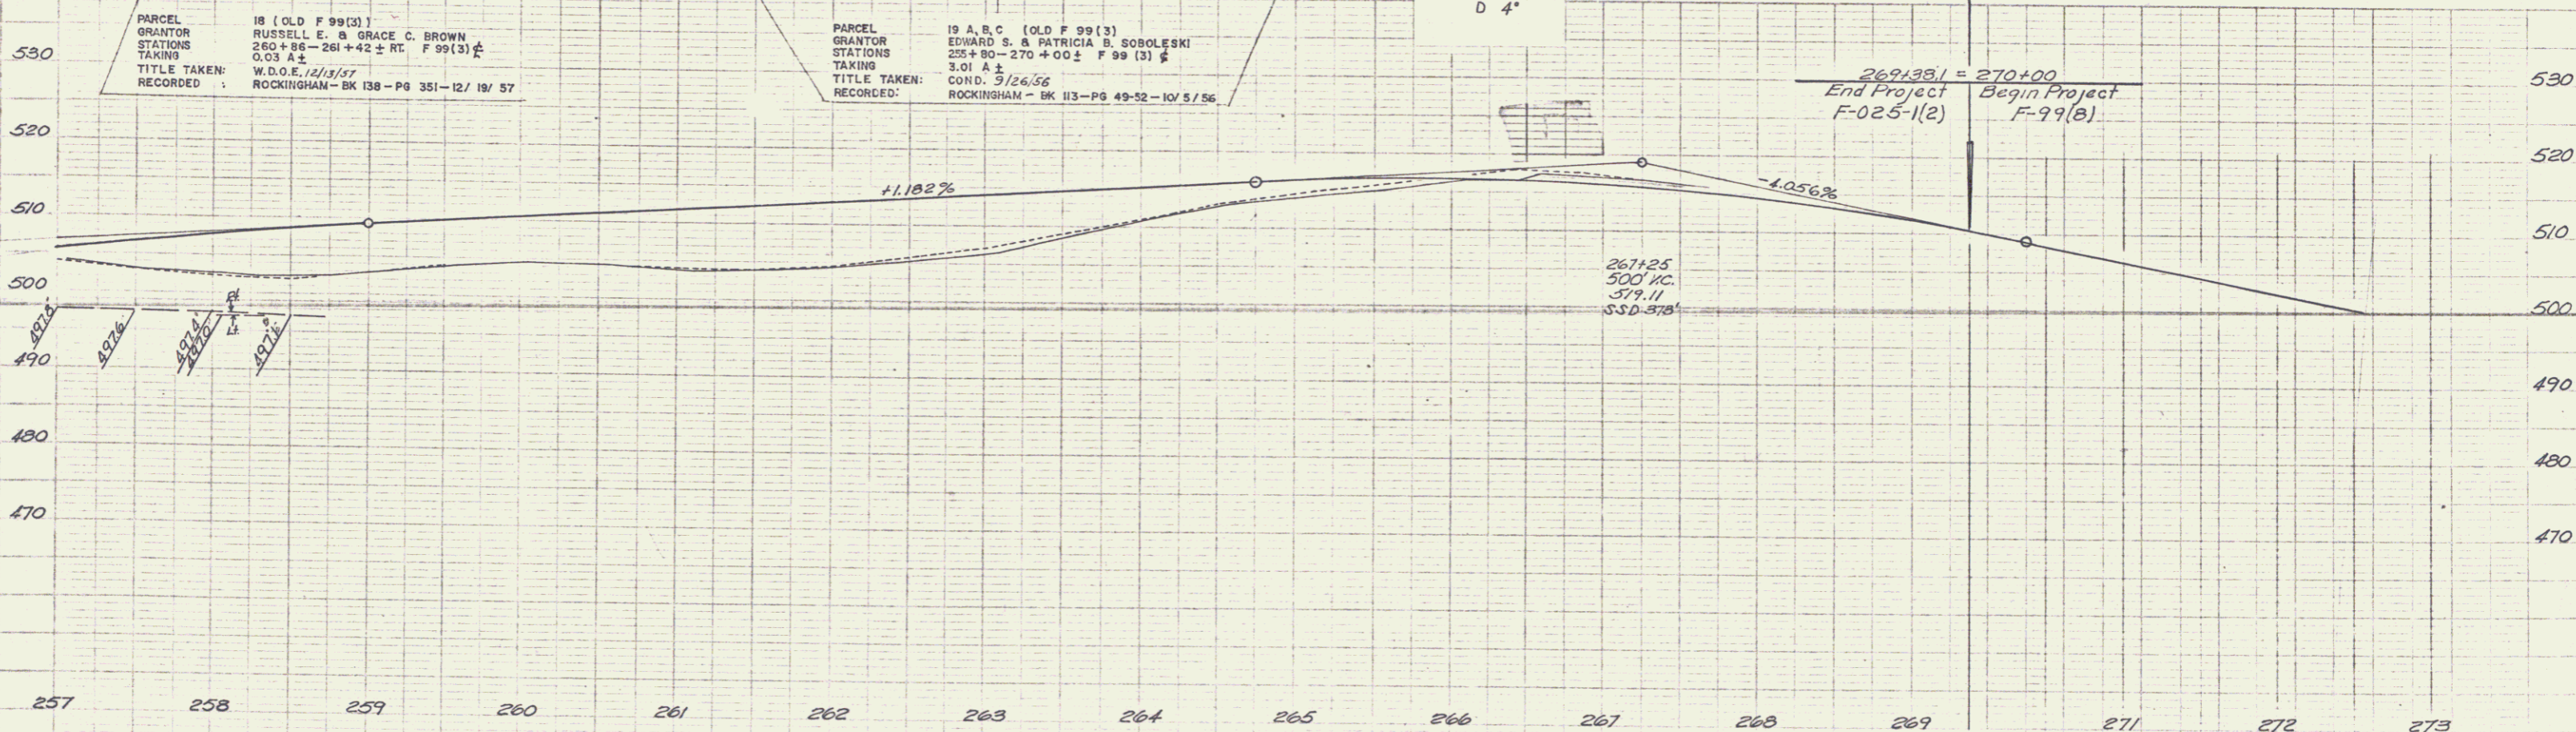 D 4°
PARCEL 18 (OLD F 99(3))
GRANTOR RUSSELL E. & GRACE C. BROWN
STATIONS 260+86-261+42 ± RT. F 99(3) ℄
TAKING 0.03 A ±
TITLE TAKEN: W.D.O.E. 12/13/57
RECORDED : ROCKINGHAM-BK 138-PG 351-12/19/57
PARCEL 19 A, B, C (OLD F 99(3)
GRANTOR EDWARD S. & PATRICIA B. SOBOLESKI
STATIONS 255+80-270+00± F 99 (3) ℄
TAKING 3.01 A ±
TITLE TAKEN: COND. 9/26/56
RECORDED: ROCKINGHAM - BK 113-PG 49-52-10/5/56
269+38.1 = 270+00
End Project Begin Project
F-025-1(2) F-99(8)
530 530
520 520
510 510
500 500
490 490
480 480
470 470
+1.182%
-4.056%
267+25
500' V.C.
519.11
SSD 378'
497.6
257 258 259 260 261 262 263 264 265 266 267 268 269 271 272 273